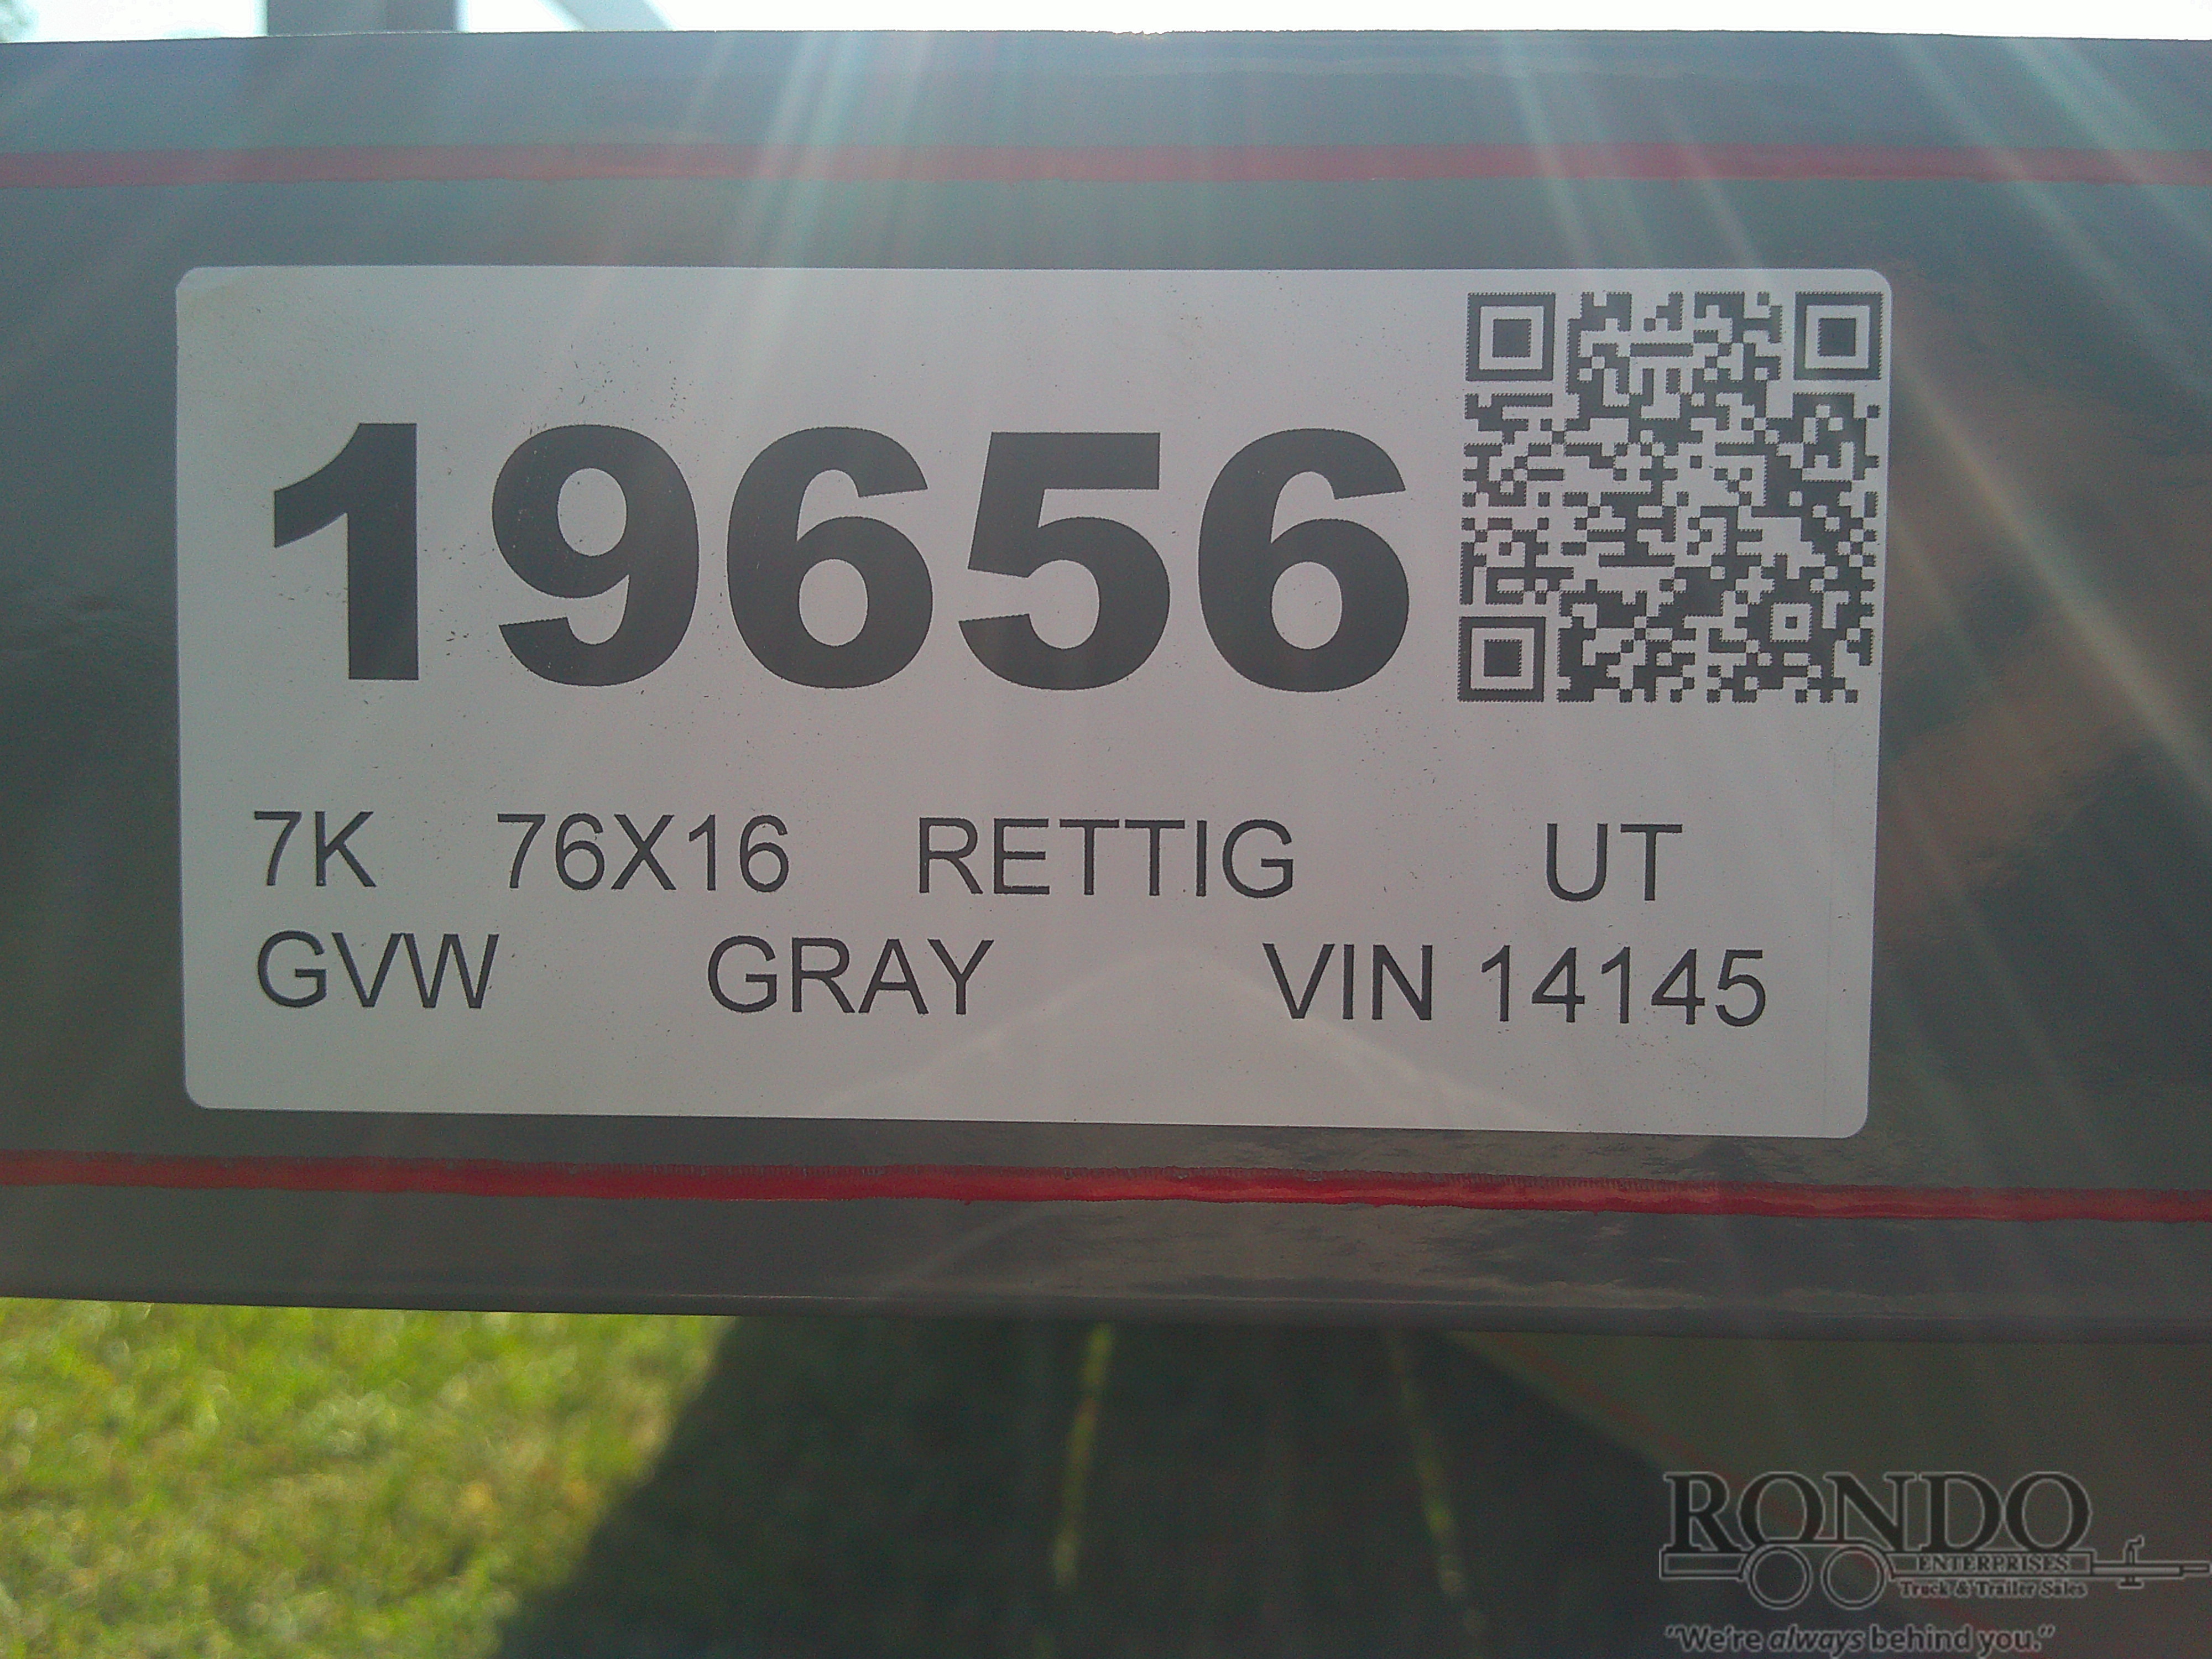 19656
7K 76X16 RETTIG UT
GVW GRAY VIN 14145
RONDO
ENTERPRISES
Truck & Trailer Sales
"We're always behind you."